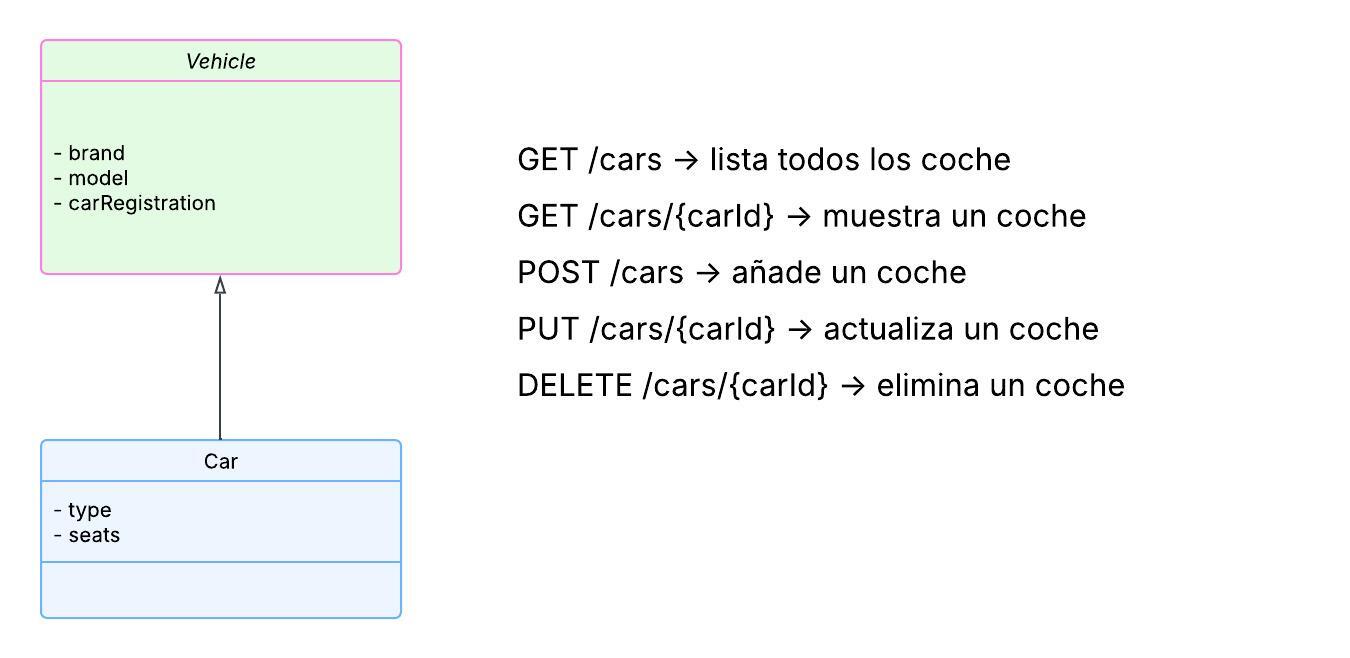 Vehicle
- brand
- model
- carRegistration
Car
- type
- seats
GET /cars → lista todos los coche
GET /cars/{carId} → muestra un coche
POST /cars → añade un coche
PUT /cars/{carId} → actualiza un coche
DELETE /cars/{carId} → elimina un coche